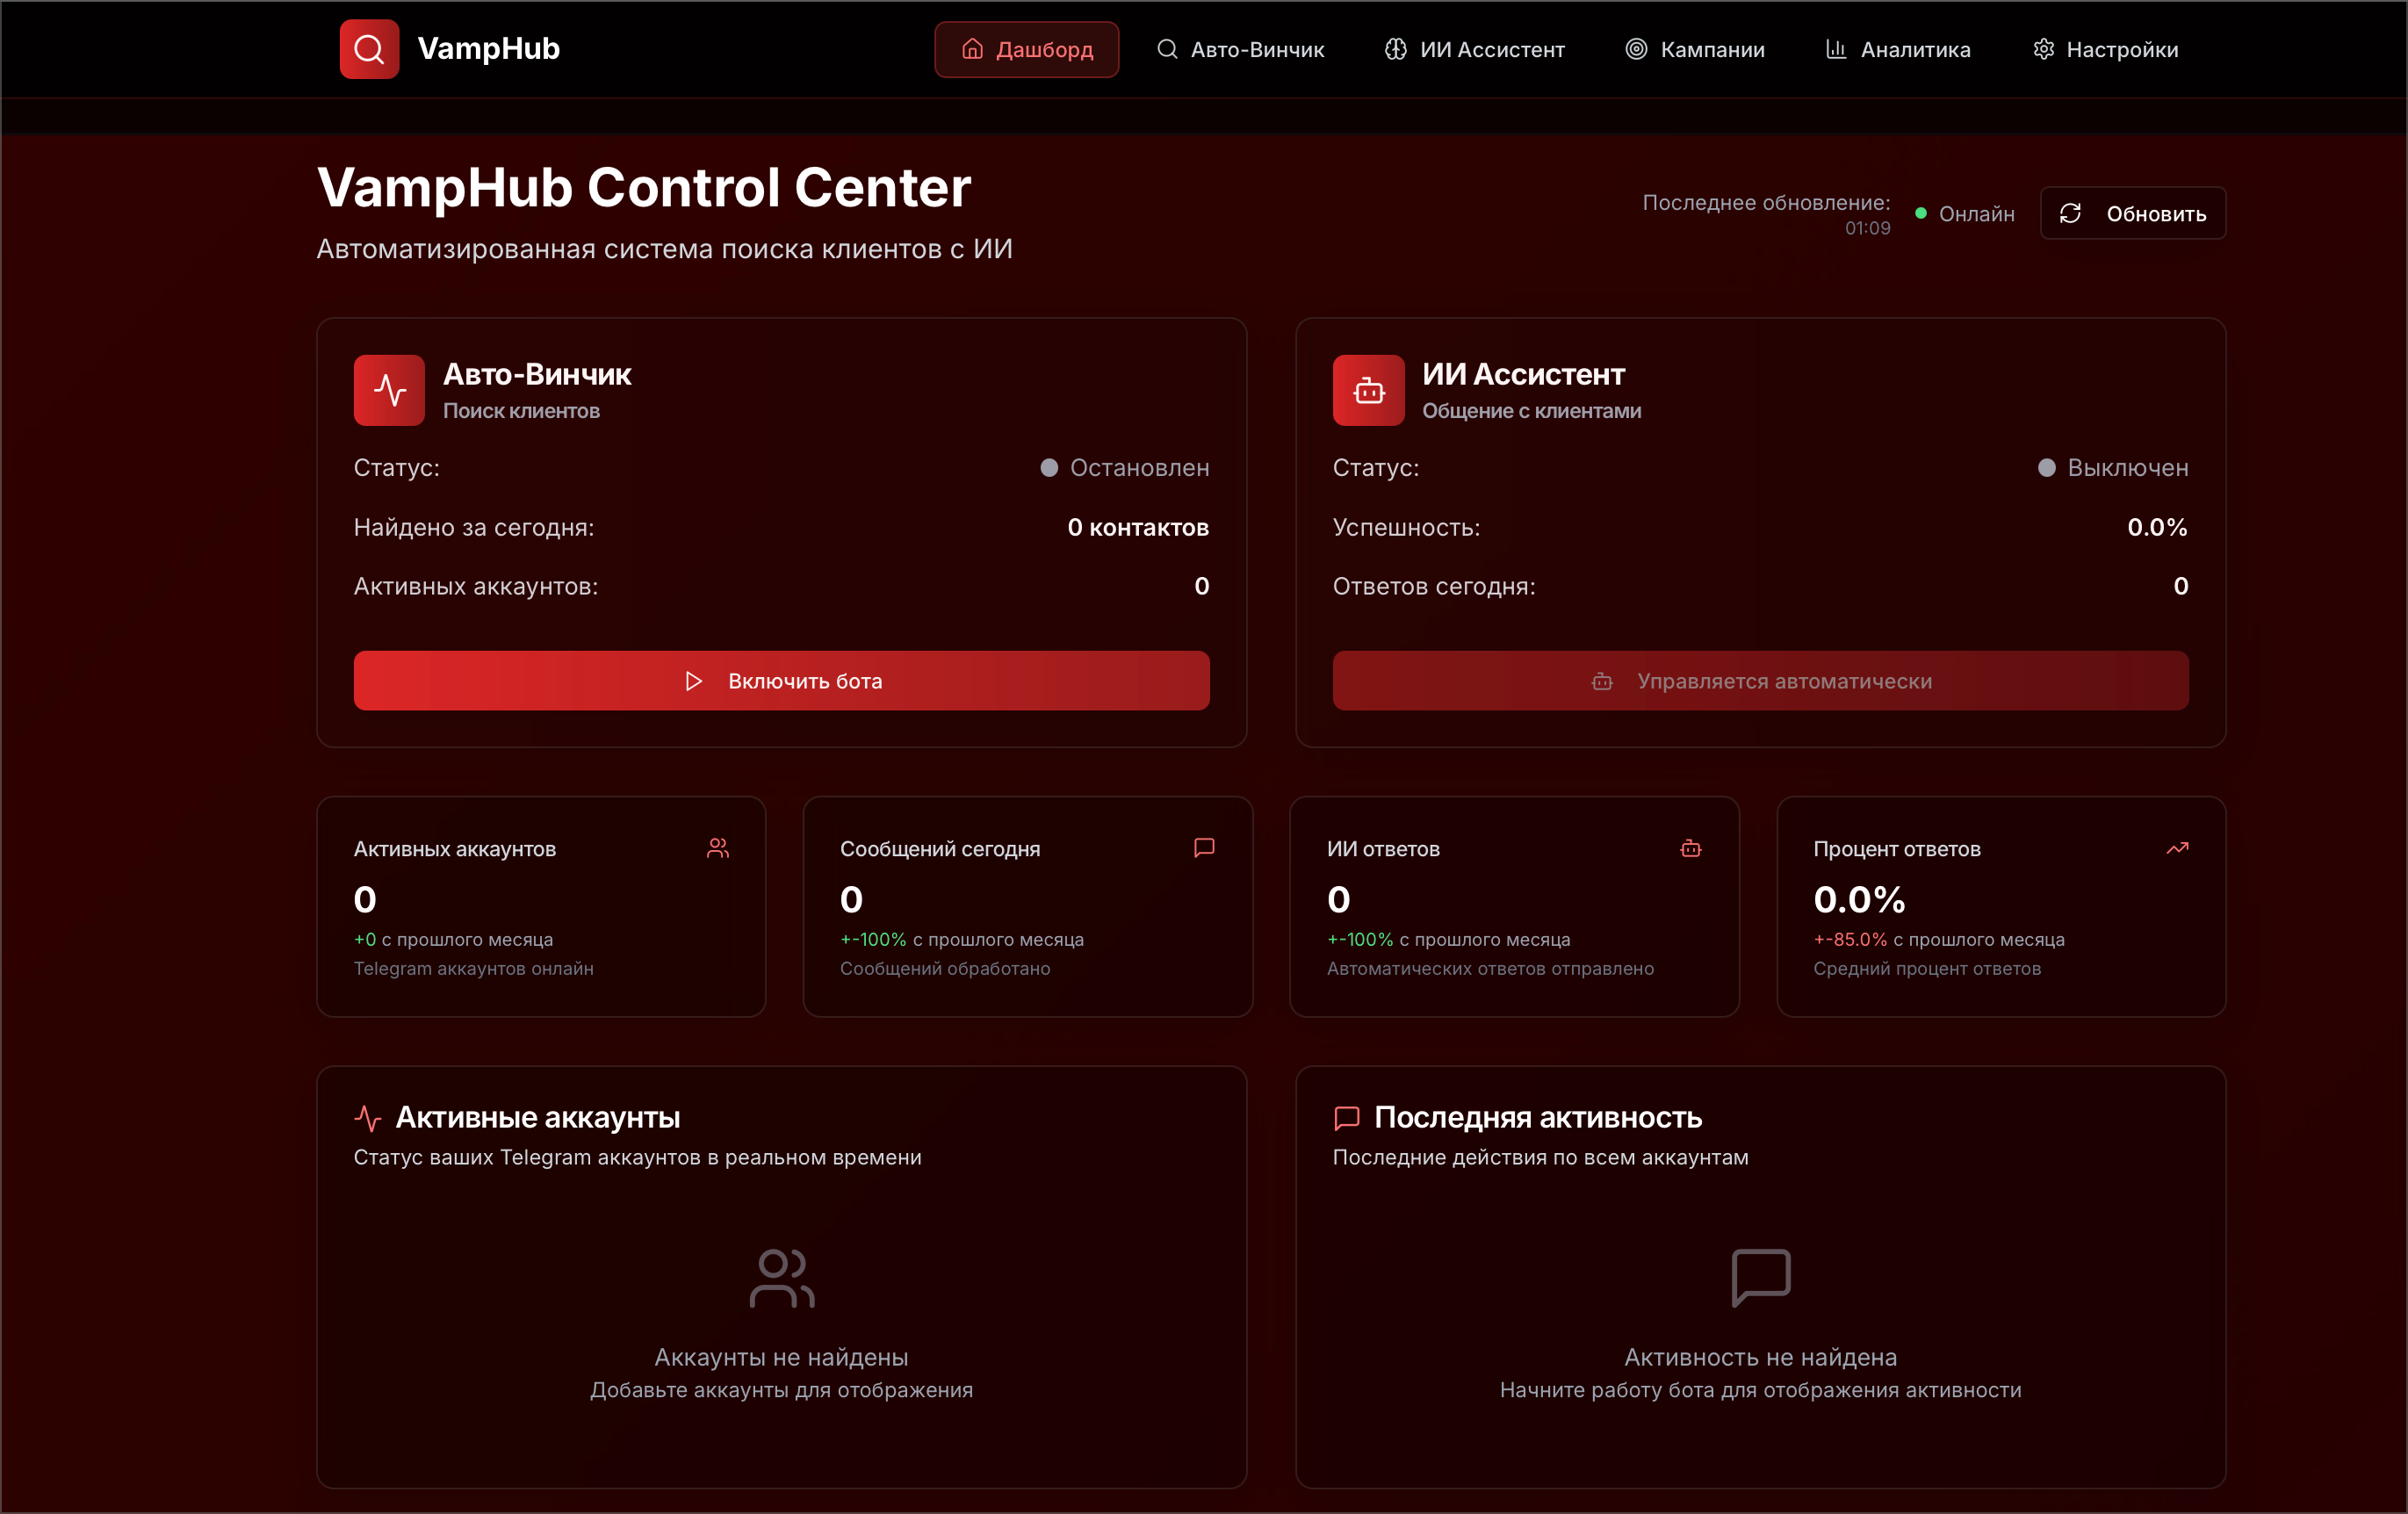 VampHub
Дашборд
Авто-Винчик
ИИ Ассистент
Кампании
Аналитика
Настройки
VampHub Control Center
Автоматизированная система поиска клиентов с ИИ
Последнее обновление:
01:09
Онлайн
Обновить
Авто-Винчик
Поиск клиентов
Статус:
Остановлен
Найдено за сегодня:
0 контактов
Активных аккаунтов:
0
Включить бота
ИИ Ассистент
Общение с клиентами
Статус:
Выключен
Успешность:
0.0%
Ответов сегодня:
0
Управляется автоматически
Активных аккаунтов
0
+0 с прошлого месяца
Telegram аккаунтов онлайн
Сообщений сегодня
0
+-100% с прошлого месяца
Сообщений обработано
ИИ ответов
0
+-100% с прошлого месяца
Автоматических ответов отправлено
Процент ответов
0.0%
+-85.0% с прошлого месяца
Средний процент ответов
Активные аккаунты
Статус ваших Telegram аккаунтов в реальном времени
Аккаунты не найдены
Добавьте аккаунты для отображения
Последняя активность
Последние действия по всем аккаунтам
Активность не найдена
Начните работу бота для отображения активности